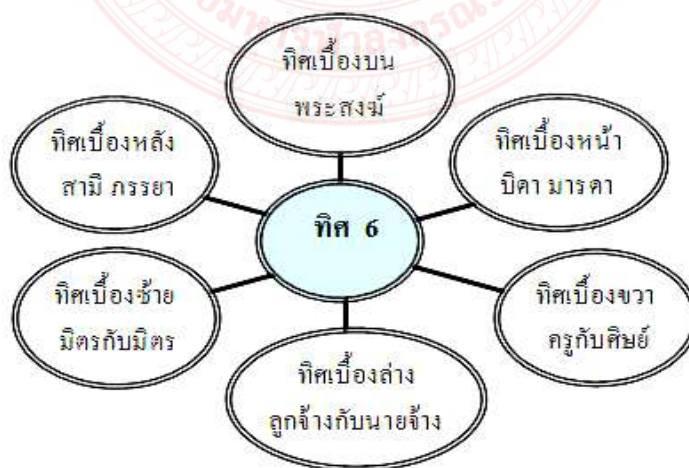 ทิศเบื้องบน
พระสงฆ์
ทิศเบื้องหลัง
สามี ภรรยา
ทิศเบื้องหน้า
บิดา มารดา
ทิศ 6
ทิศเบื้องซ้าย
มิตรกับมิตร
ทิศเบื้องขวา
ครูกับศิษย์
ทิศเบื้องล่าง
ลูกจ้างกับนายจ้าง